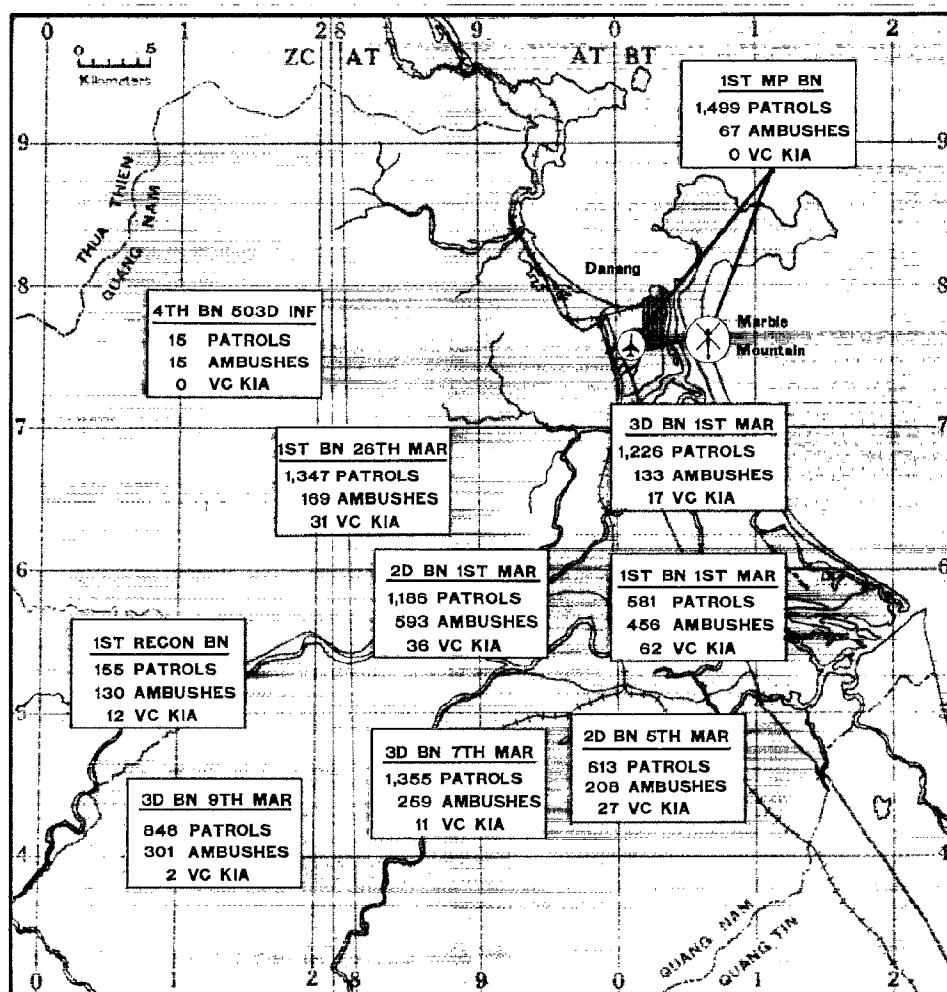 0 1 2 8 9 0 1 2
0 5
Kilometers
ZC AT
AT BT
1ST MP BN
1,499 PATROLS
67 AMBUSHES
0 VC KIA
9 9
THUA THIEN
QUANG NAM
8 8
Danang
Marble
Mountain
4TH BN 503D INF
15 PATROLS
15 AMBUSHES
0 VC KIA
7 7
3D BN 1ST MAR
1,226 PATROLS
133 AMBUSHES
17 VC KIA
1ST BN 26TH MAR
1,347 PATROLS
169 AMBUSHES
31 VC KIA
6 6
2D BN 1ST MAR
1,186 PATROLS
593 AMBUSHES
36 VC KIA
1ST BN 1ST MAR
581 PATROLS
456 AMBUSHES
62 VC KIA
1ST RECON BN
155 PATROLS
130 AMBUSHES
12 VC KIA
5 5
3D BN 7TH MAR
1,355 PATROLS
259 AMBUSHES
11 VC KIA
2D BN 5TH MAR
613 PATROLS
208 AMBUSHES
27 VC KIA
3D BN 9TH MAR
846 PATROLS
301 AMBUSHES
2 VC KIA
4 4
QUANG NAM
QUANG TIN
0 1 2 8 9 0 1 2